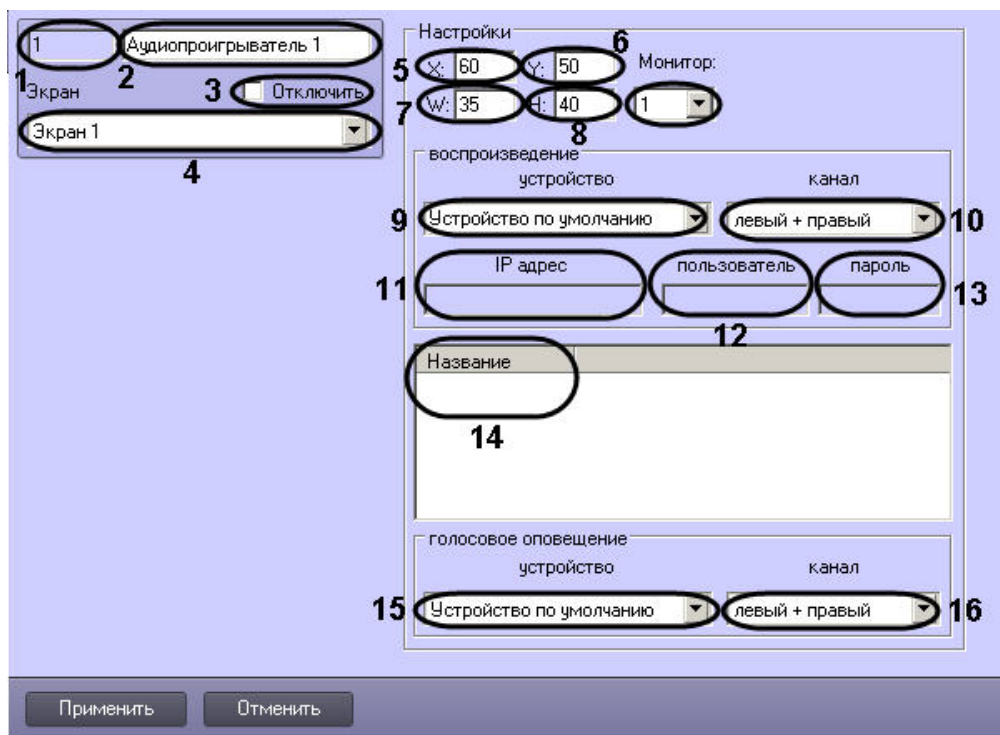 1 Аудиопроигрыватель 1
1 2
Экран 3 Отключить
Экран 1
4
Настройки
6
5 X: 60 Y: 50 Монитор:
7 W: 35 H: 40 1
8
воспроизведение
устройство канал
9 Устройство по умолчанию левый + правый 10
IP адрес пользователь пароль
11 13
12
Название
14
голосовое оповещение
устройство канал
15 Устройство по умолчанию левый + правый 16
Применить Отменить